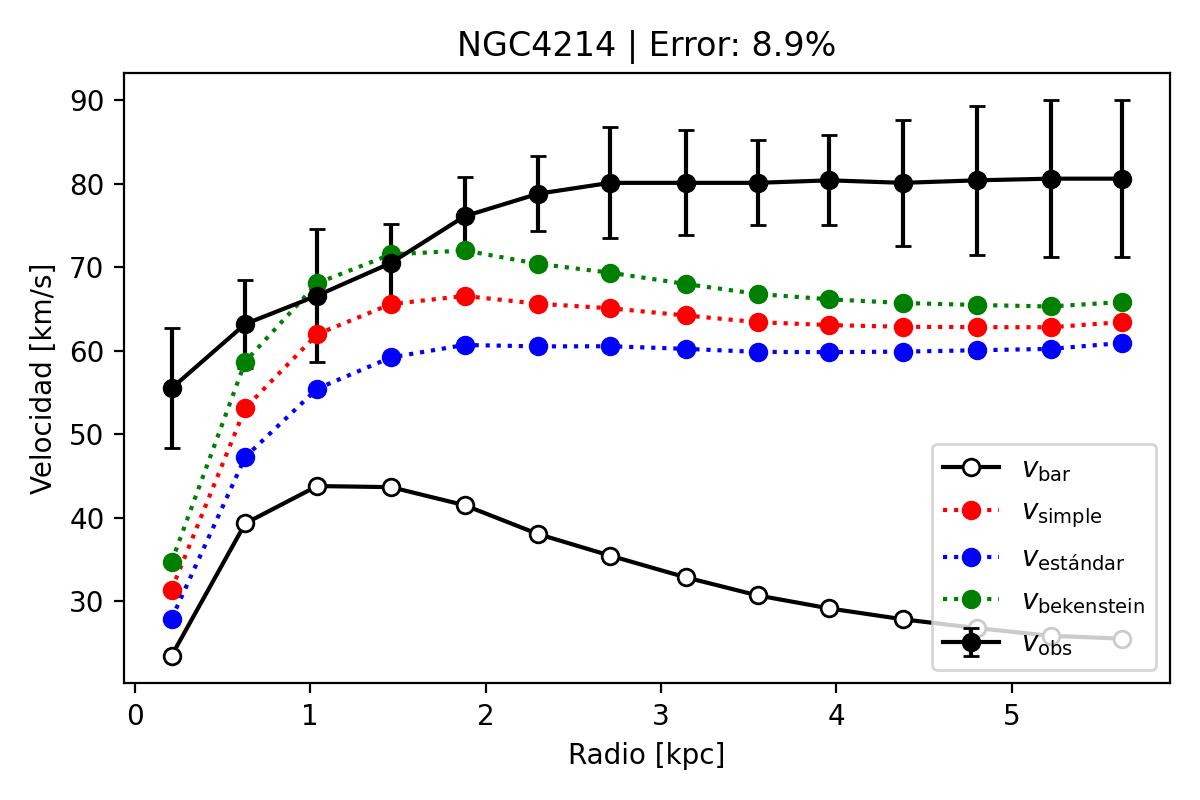 NGC4214 | Error: 8.9%
Velocidad [km/s]
90
80
70
60
50
40
30
v_bar
v_simple
v_estándar
v_bekenstein
v_obs
0 1 2 3 4 5
Radio [kpc]